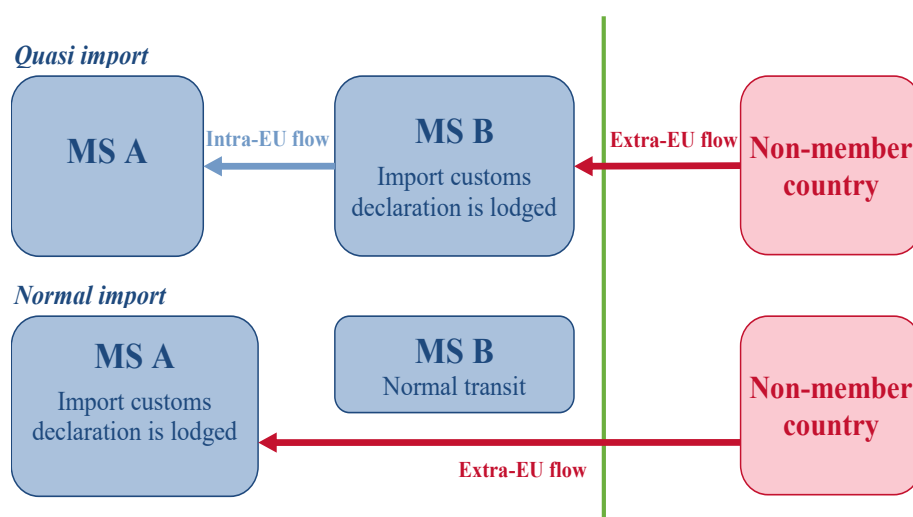 Quasi import
MS A
Intra-EU flow
MS B
Import customs
declaration is lodged
Extra-EU flow
Non-member
country
Normal import
MS A
Import customs
declaration is lodged
MS B
Normal transit
Non-member
country
Extra-EU flow